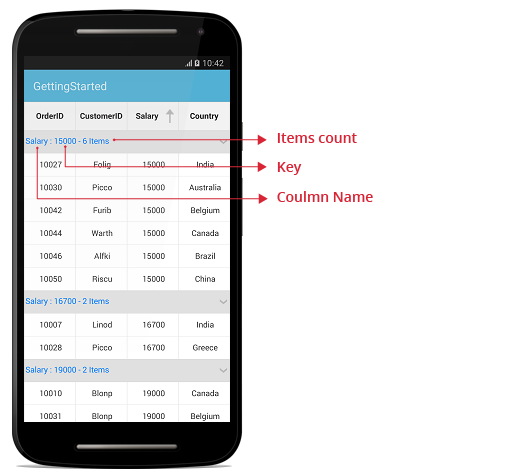 10:42
GettingStarted
OrderID CustomerID Salary Country
Salary : 15000 - 6 Items
Items count
Key
Coulmn Name
10027 Folig 15000 India
10030 Picco 15000 Australia
10042 Furib 15000 Belgium
10044 Warth 15000 Canada
10046 Alfki 15000 Brazil
10050 Riscu 15000 China
Salary : 16700 - 2 Items
10007 Linod 16700 India
10028 Picco 16700 Greece
Salary : 19000 - 2 Items
10010 Blonp 19000 Canada
10031 Blonp 19000 Belgium